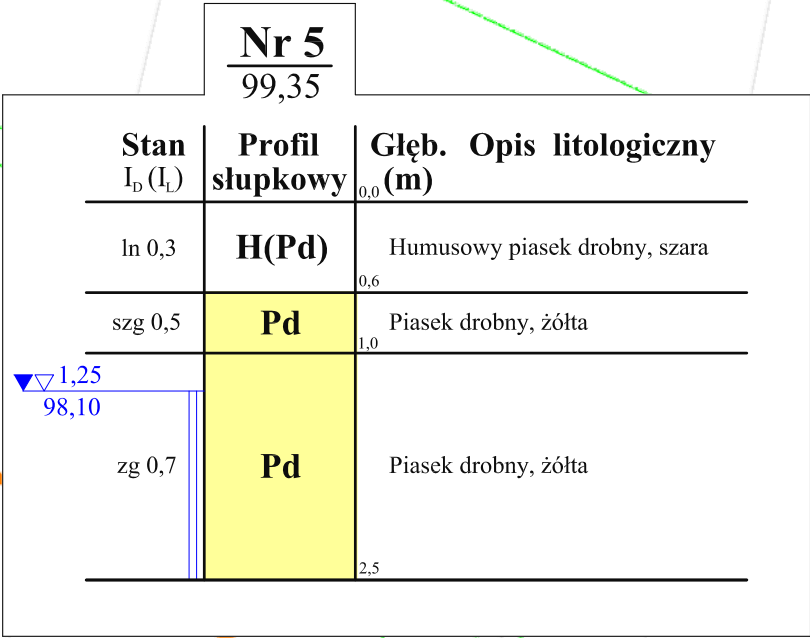 Nr 5
99,35
Stan Profil Głęb. Opis litologiczny
I_D (I_L) słupkowy 0,0 (m)
ln 0,3 H(Pd) Humusowy piasek drobny, szara
0,6
szg 0,5 Pd Piasek drobny, żółta
1,0
1,25
98,10
zg 0,7 Pd Piasek drobny, żółta
2,5